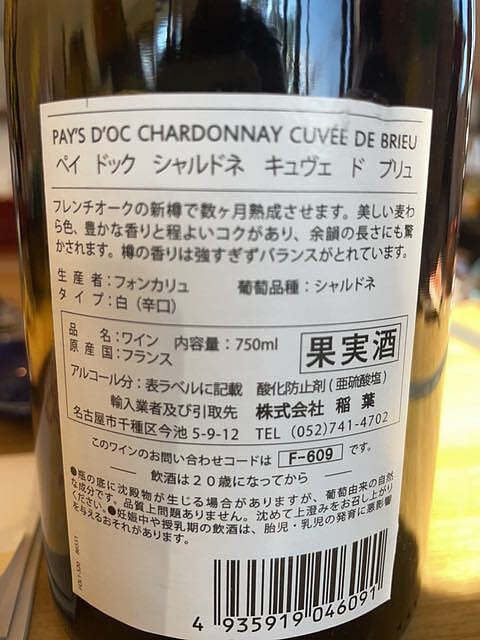 PAY'S D'OC CHARDONNAY CUVÉE DE BRIEU
ペイ ドック シャルドネ キュヴェ ド ブリュ
フレンチオークの新樽で数ヶ月熟成させます。美しい麦わ
ら色、豊かな香りと程よいコクがあり、余韻の長さにも驚
かされます。樽の香りは強すぎずバランスがとれています。
生産者：フォンカリュ 葡萄品種：シャルドネ
タイプ：白（辛口）
品名：ワイン 内容量：750ml 果実酒
原産国：フランス
アルコール分：表ラベルに記載 酸化防止剤（亜硫酸塩）
輸入業者及び引取先 株式会社 稲葉
名古屋市千種区今池 5-9-12 TEL (052)741-4702
このワインのお問い合わせコードは F-609 です。
飲酒は20歳になってから
●瓶の底に沈殿物が生じる場合がありますが、葡萄由来の自然
な成分です。品質上問題ありません。沈めて上澄みをお召し上がり
ください。●妊娠中や授乳期の飲酒は、胎児・乳児の発育に悪影響
を与えるおそれがあります。
4 935919 046091